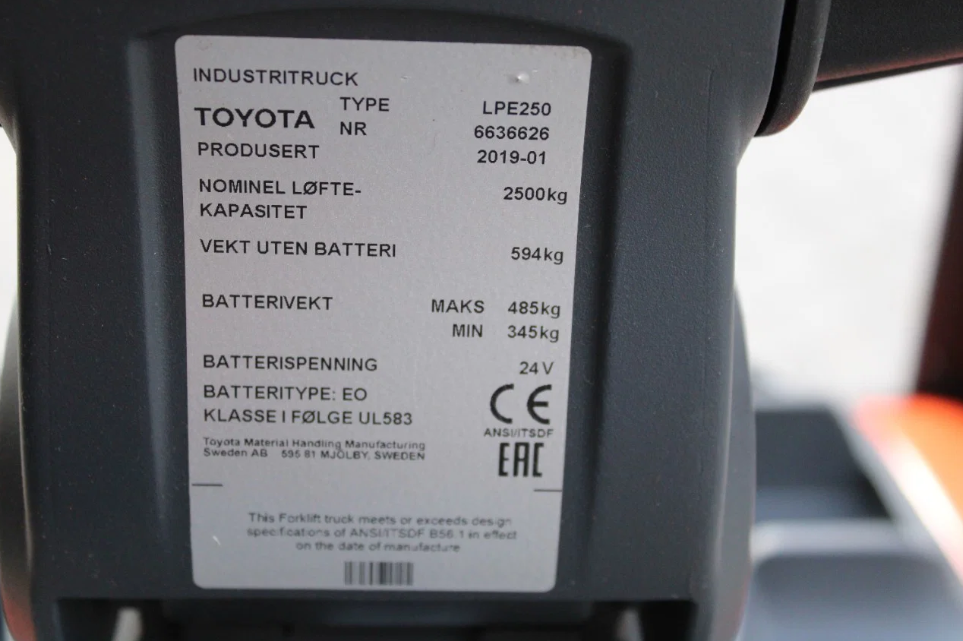 INDUSTRITRUCK
TOYOTA TYPE LPE250
NR 6636626
PRODUSERT 2019-01
NOMINEL LØFTE-
KAPASITET 2500kg
VEKT UTEN BATTERI 594kg
BATTERIVEKT MAKS 485kg
MIN 345kg
BATTERISPENNING 24V
BATTERITYPE: EO
KLASSE I FØLGE UL583
CE
ANSI/ITSDF
EAC
Toyota Material Handling Manufacturing
Sweden AB 595 81 MJÖLBY, SWEDEN
This Forklift truck meets or exceeds design
specifications of ANSI/ITSDF B56.1 in effect
on the date of manufacture